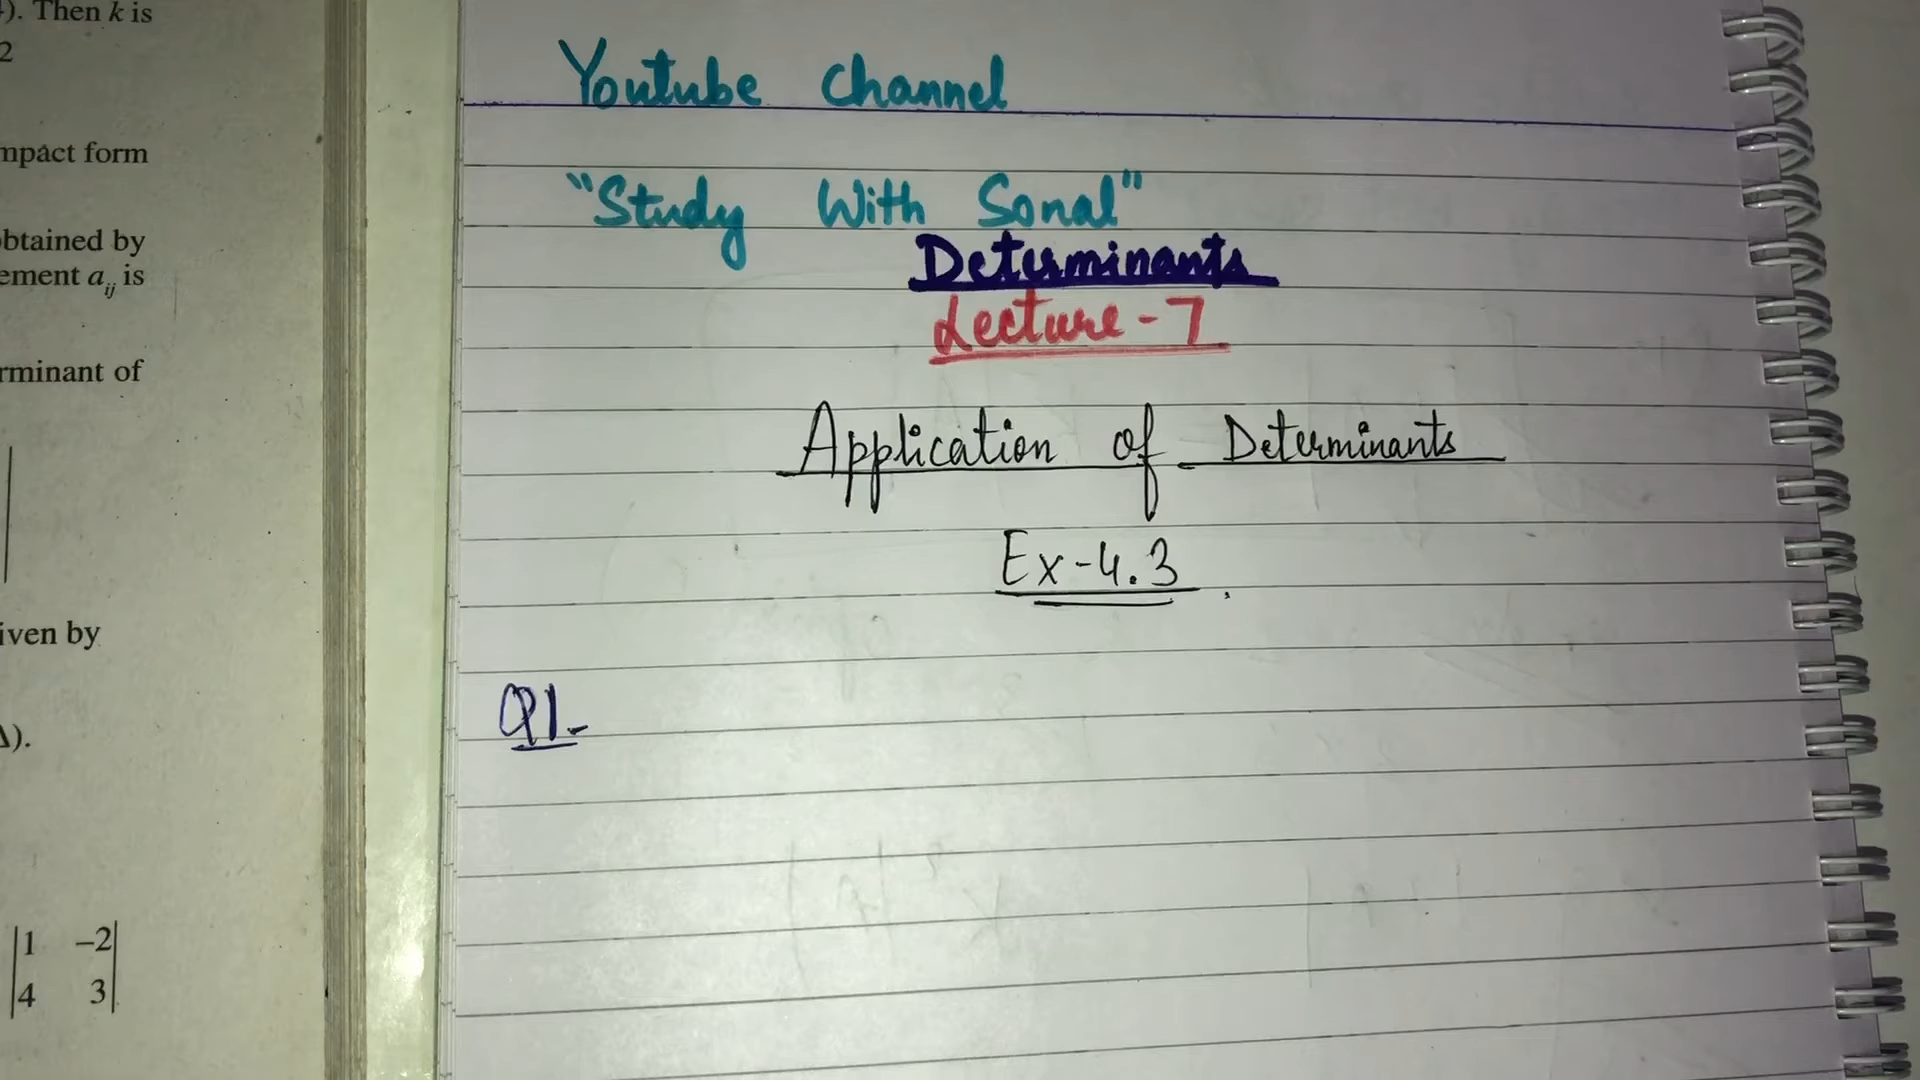 ). Then k is
2
mpact form
obtained by
ement a_ij is
rminant of
iven by
).
|1 –2|
|4 3|
Youtube Channel
"Study With Sonal"
Determinants
Lecture-7
Application of Determinants
Ex-4.3
Q1-